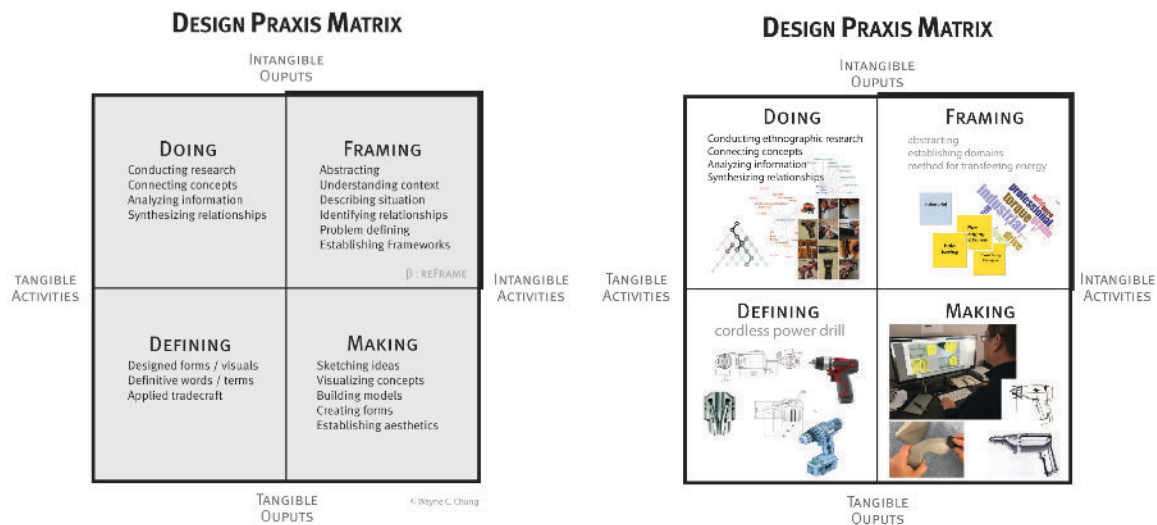 DESIGN PRAXIS MATRIX
INTANGIBLE
OUPUTS
DOING
Conducting research
Connecting concepts
Analyzing information
Synthesizing relationships
FRAMING
Abstracting
Understanding context
Describing situation
Identifying relationships
Problem defining
Establishing Frameworks
β : REFRAME
TANGIBLE
ACTIVITIES
INTANGIBLE
ACTIVITIES
DEFINING
Designed forms / visuals
Definitive words / terms
Applied tradecraft
MAKING
Sketching ideas
Visualizing concepts
Building models
Creating forms
Establishing aesthetics
TANGIBLE
OUPUTS
© Wayne C. Chung
DESIGN PRAXIS MATRIX
INTANGIBLE
OUPUTS
DOING
Conducting ethnographic research
Connecting concepts
Analyzing information
Synthesizing relationships
FRAMING
abstracting
establishing domains
method for transferring energy
professional
torque
industrial
drive
TANGIBLE
ACTIVITIES
INTANGIBLE
ACTIVITIES
DEFINING
cordless power drill
MAKING
TANGIBLE
OUPUTS